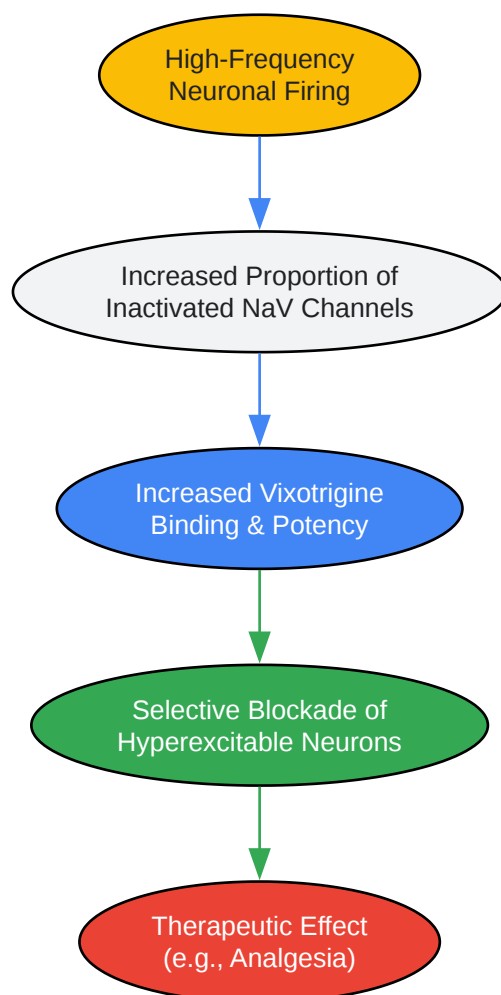 High-Frequency
Neuronal Firing
Increased Proportion of
Inactivated NaV Channels
Increased Vixotrigine
Binding & Potency
Selective Blockade of
Hyperexcitable Neurons
Therapeutic Effect
(e.g., Analgesia)